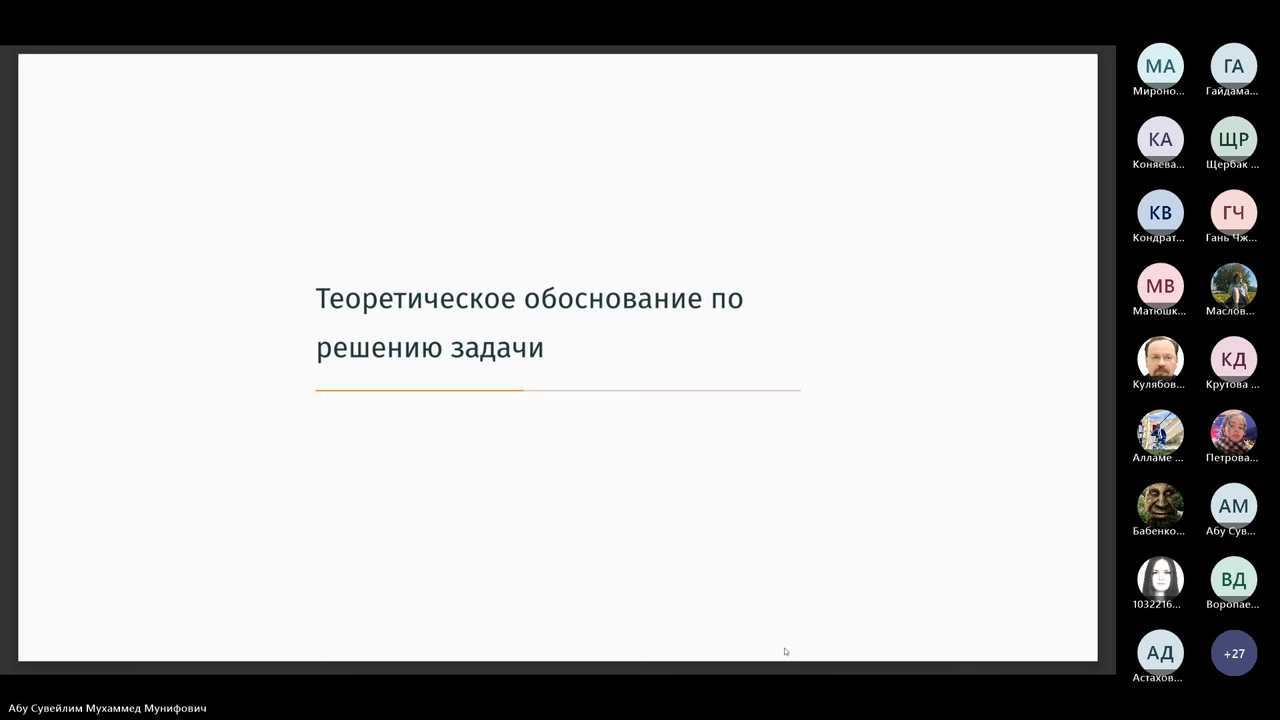 Теоретическое обоснование по
решению задачи
МА
ГА
Мироно...
Гайдама...
КА
ЩР
Коняева...
Щербак ...
КВ
ГЧ
Кондрат...
Гань Чж...
МВ
Матюшк...
Маслов...
КД
Кулябов...
Крутова ...
Алламе ...
Петрова...
АМ
Бабенко...
Абу Сув...
ВД
1032216...
Воропае...
АД
+27
Астахов...
Абу Сувейлим Мухаммед Мунифович